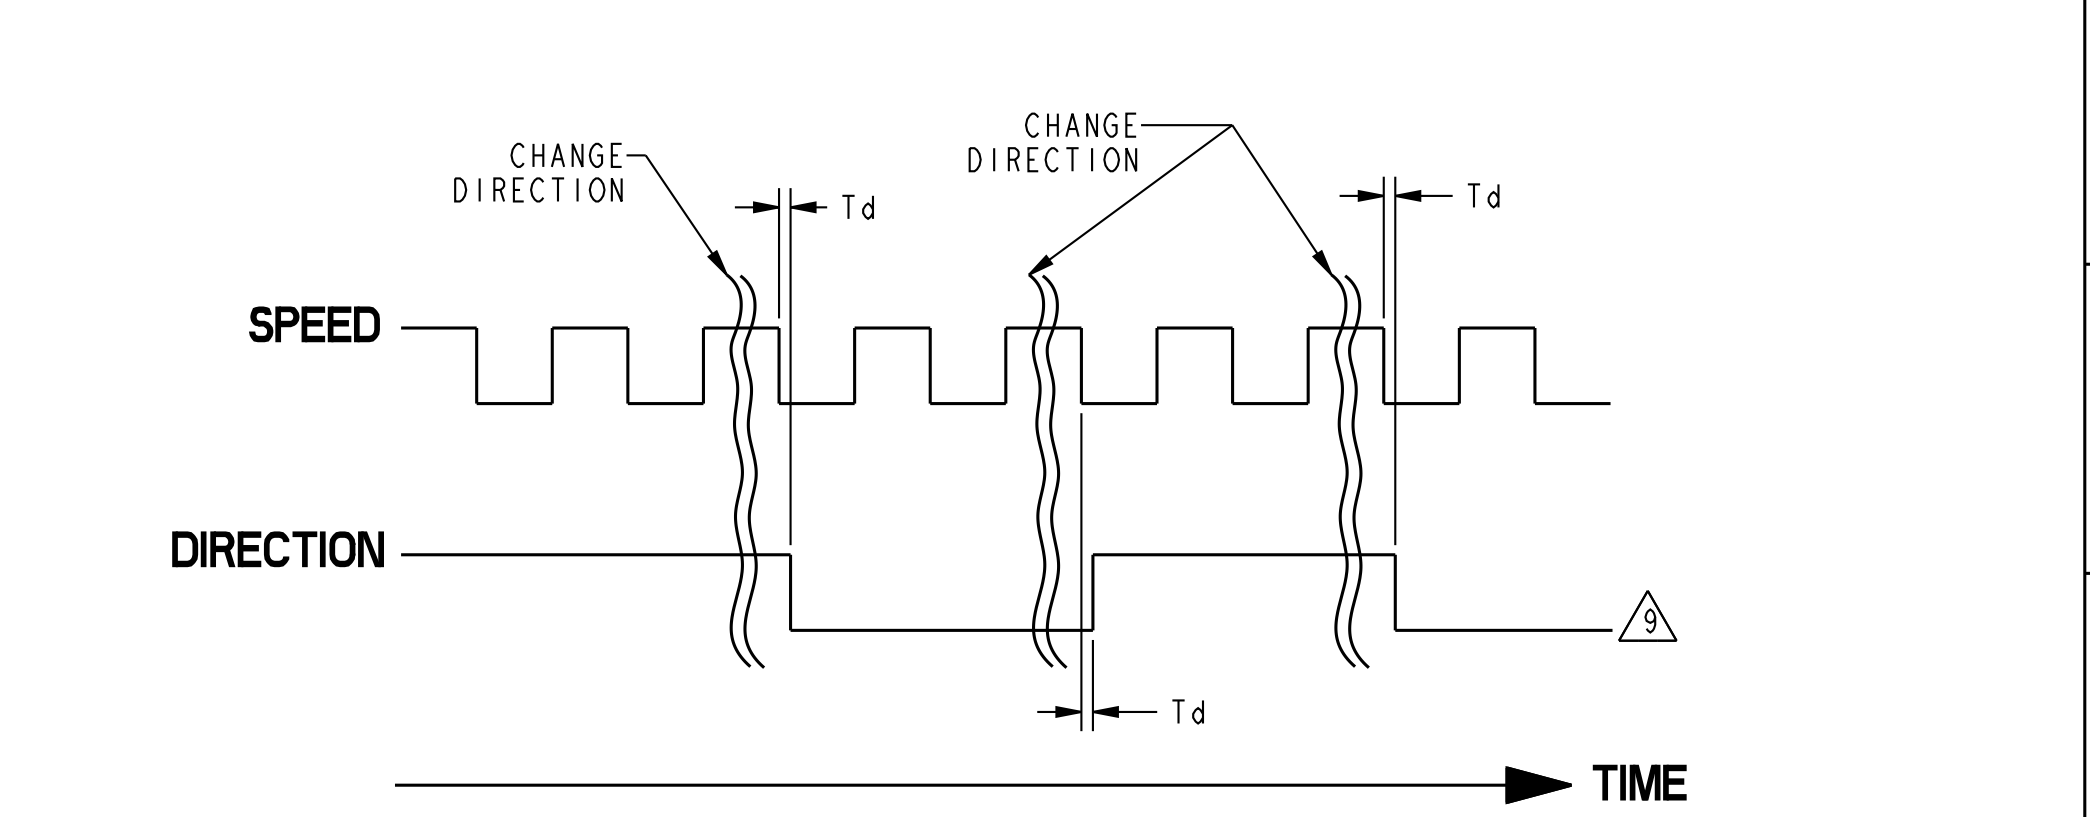 CHANGE
DIRECTION
CHANGE
DIRECTION
Td
Td
SPEED
DIRECTION
9
Td
TIME